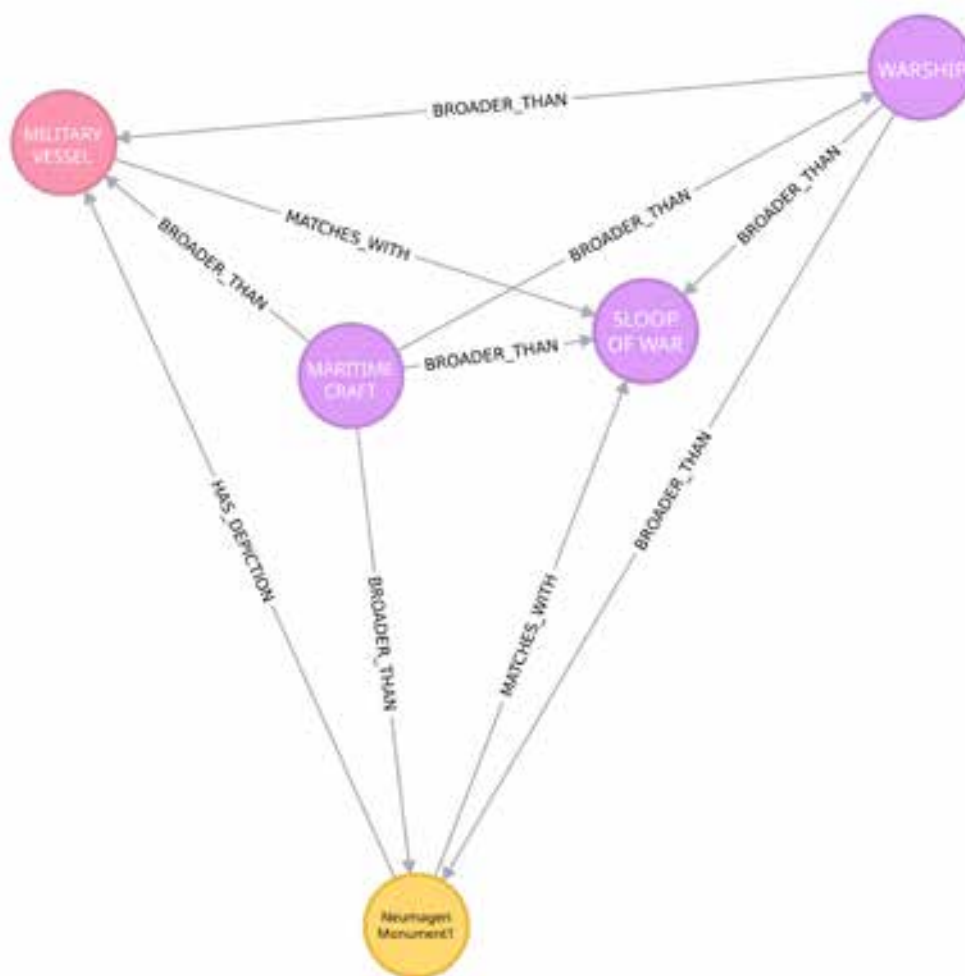 WARSHIP
BROADER_THAN
MILITARY
VESSEL
BROADER_THAN
MATCHES_WITH
BROADER_THAN
BROADER_THAN
SLOOP
OF WAR
BROADER_THAN
MARITIME
CRAFT
HAS_DEPICTION
BROADER_THAN
BROADER_THAN
MATCHES_WITH
Neumagen
Monument1